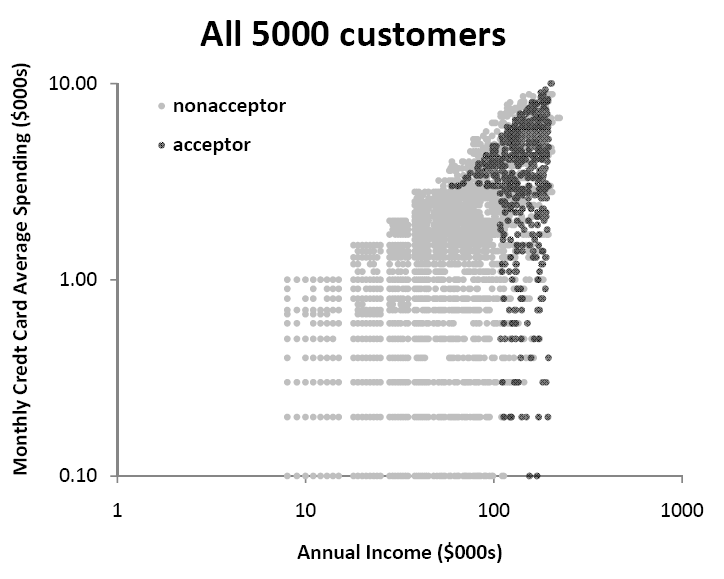 All 5000 customers
Monthly Credt Card Average Spending ($000s)
10.00
nonacceptor
acceptor
1.00
0.10
1
10
100
1000
Annual Income ($000s)